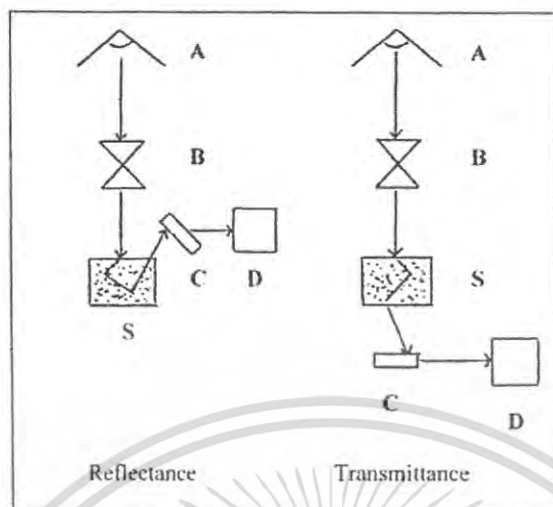 A A
B B
C D S
S
C
D
Reflectance Transmittance